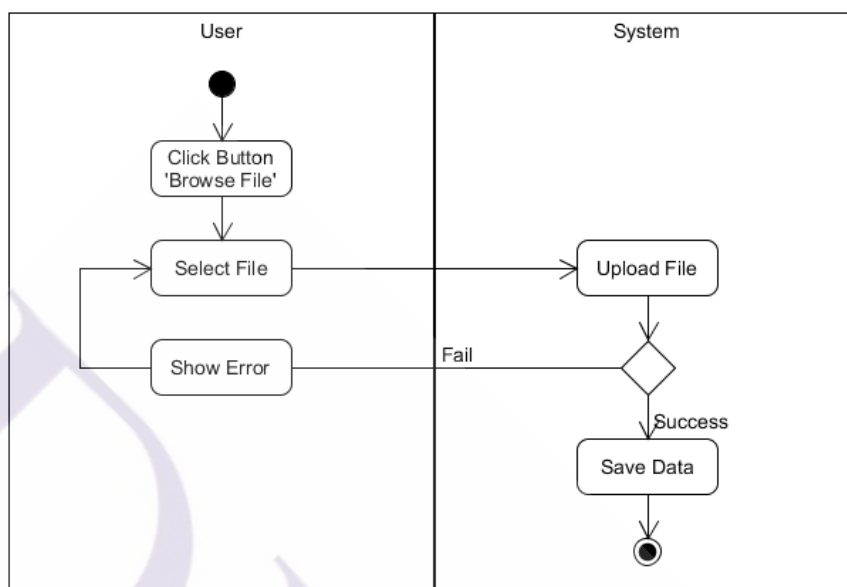 User
System
Click Button
'Browse File'
Select File
Upload File
Show Error
Fail
Success
Save Data